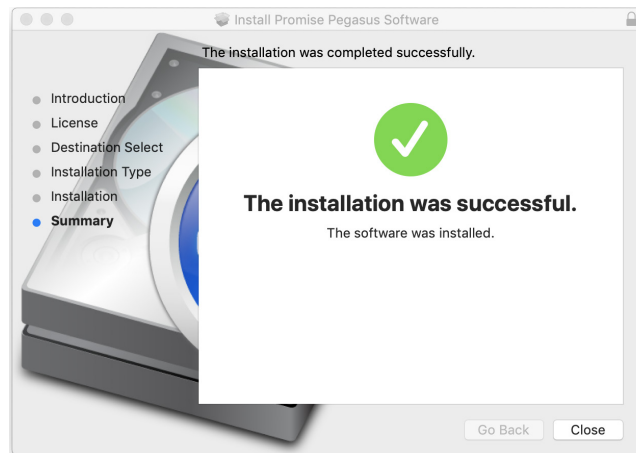 Install Promise Pegasus Software
The installation was completed successfully.
Introduction
License
Destination Select
Installation Type
Installation
Summary
The installation was successful.
The software was installed.
Go Back
Close